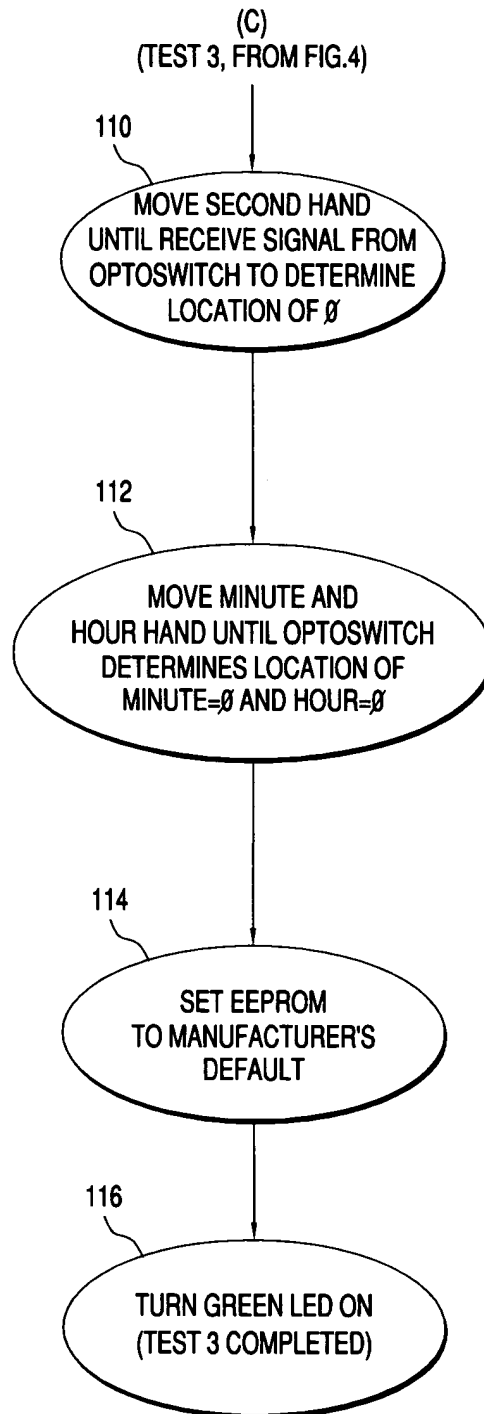 (C)
(TEST 3, FROM FIG.4)
110
MOVE SECOND HAND
UNTIL RECEIVE SIGNAL FROM
OPTOSWITCH TO DETERMINE
LOCATION OF Ø
112
MOVE MINUTE AND
HOUR HAND UNTIL OPTOSWITCH
DETERMINES LOCATION OF
MINUTE=Ø AND HOUR=Ø
114
SET EEPROM
TO MANUFACTURER'S
DEFAULT
116
TURN GREEN LED ON
(TEST 3 COMPLETED)